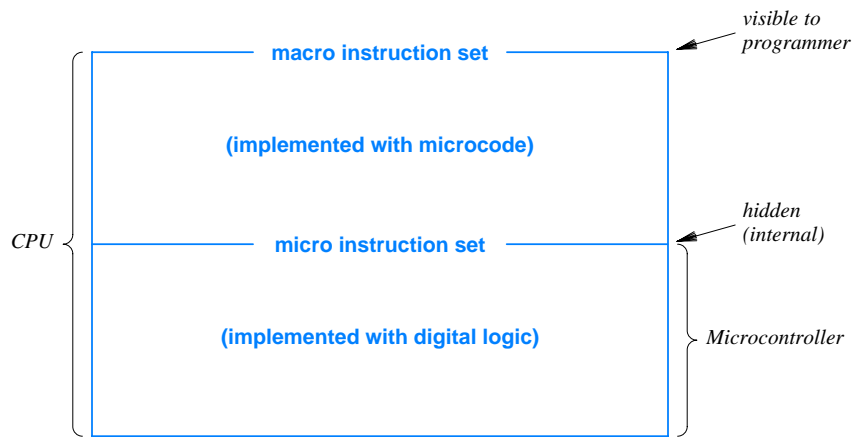 visible to
programmer
macro instruction set
(implemented with microcode)
hidden
(internal)
CPU
micro instruction set
(implemented with digital logic)
Microcontroller